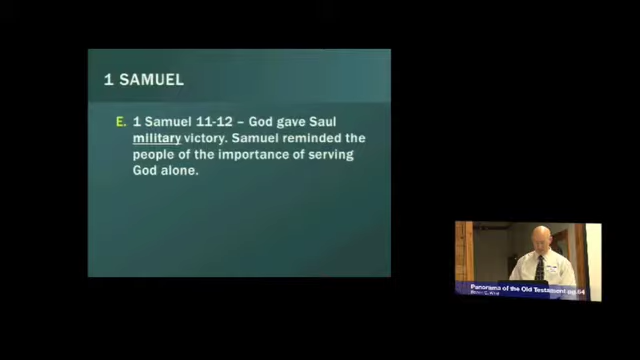 1 SAMUEL
E. 1 Samuel 11-12 – God gave Saul
military victory. Samuel reminded the
people of the importance of serving
God alone.
Panorama of the Old Testament-pg.64